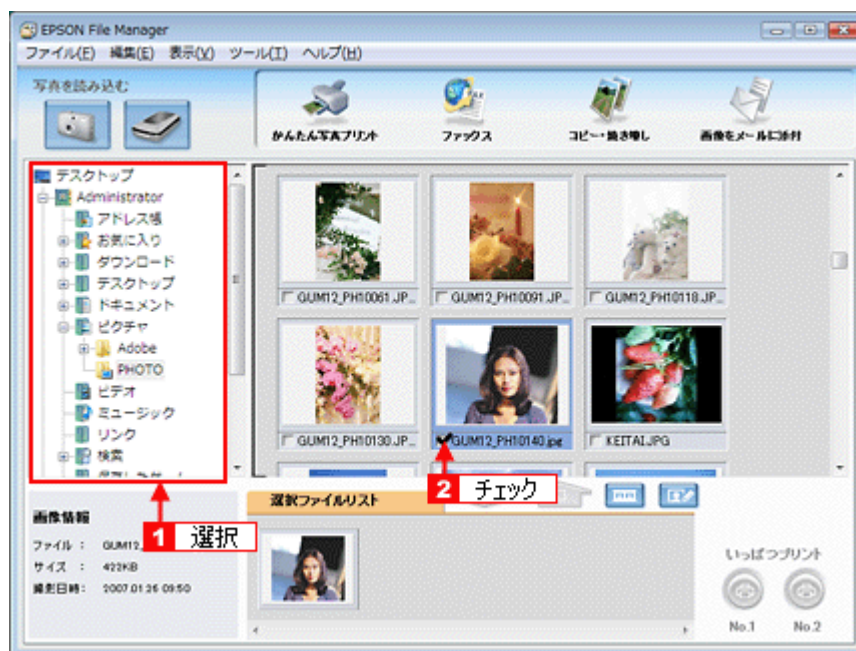 EPSON File Manager
ファイル(F) 編集(E) 表示(V) ツール(T) ヘルプ(H)
写真を読み込む
かんたん写真プリント
ファックス
コピー・焼き増し
画像をメールに添付
デスクトップ
Administrator
アドレス帳
お気に入り
ダウンロード
デスクトップ
ドキュメント
ピクチャ
Adobe
PHOTO
ビデオ
ミュージック
リンク
検索
GUM12_PH10061.JP...
GUM12_PH10091.JP...
GUM12_PH10118.JP...
GUM12_PH10130.JP...
GUM12_PH10140.jpg
KEITAI.JPG
1 選択
2 チェック
選択ファイルリスト
画像情報
ファイル : GUM12_
サイズ : 422KB
撮影日時: 2007.01.26 09:50
いっぱつプリント
No.1 No.2